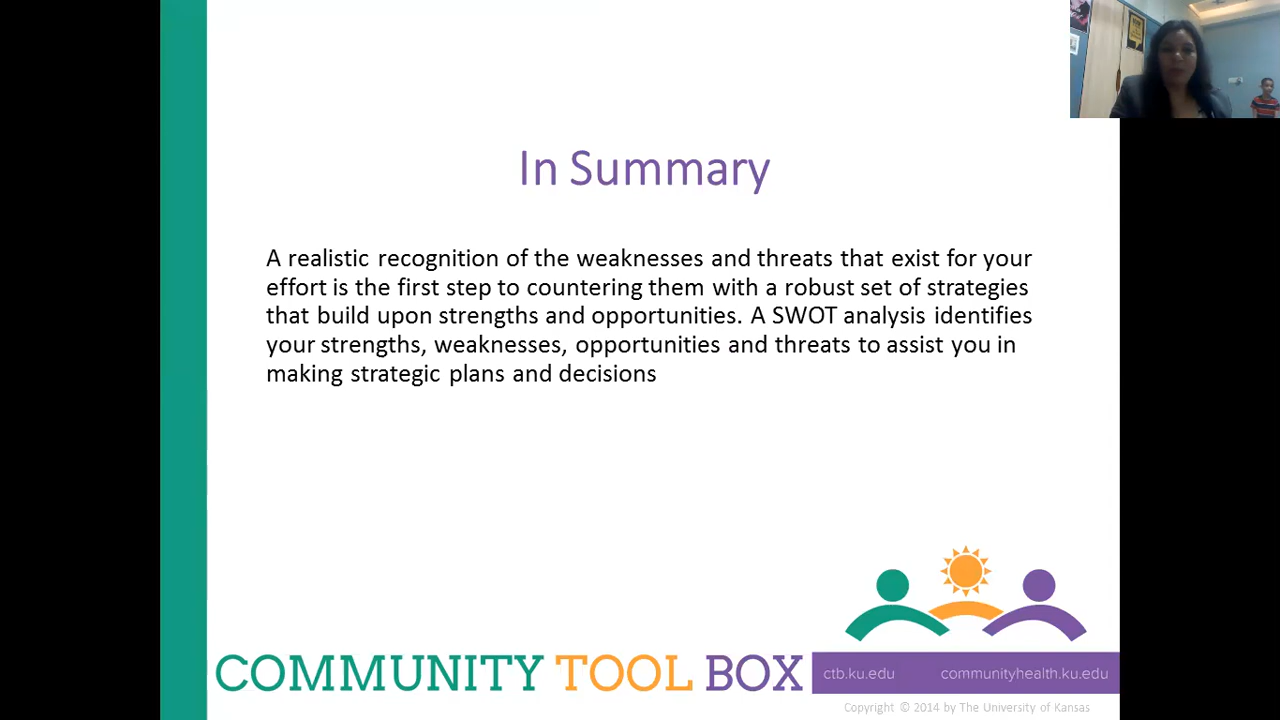 In Summary
A realistic recognition of the weaknesses and threats that exist for your
effort is the first step to countering them with a robust set of strategies
that build upon strengths and opportunities. A SWOT analysis identifies
your strengths, weaknesses, opportunities and threats to assist you in
making strategic plans and decisions
COMMUNITY TOOL BOX
ctb.ku.edu communityhealth.ku.edu
Copyright © 2014 by The University of Kansas